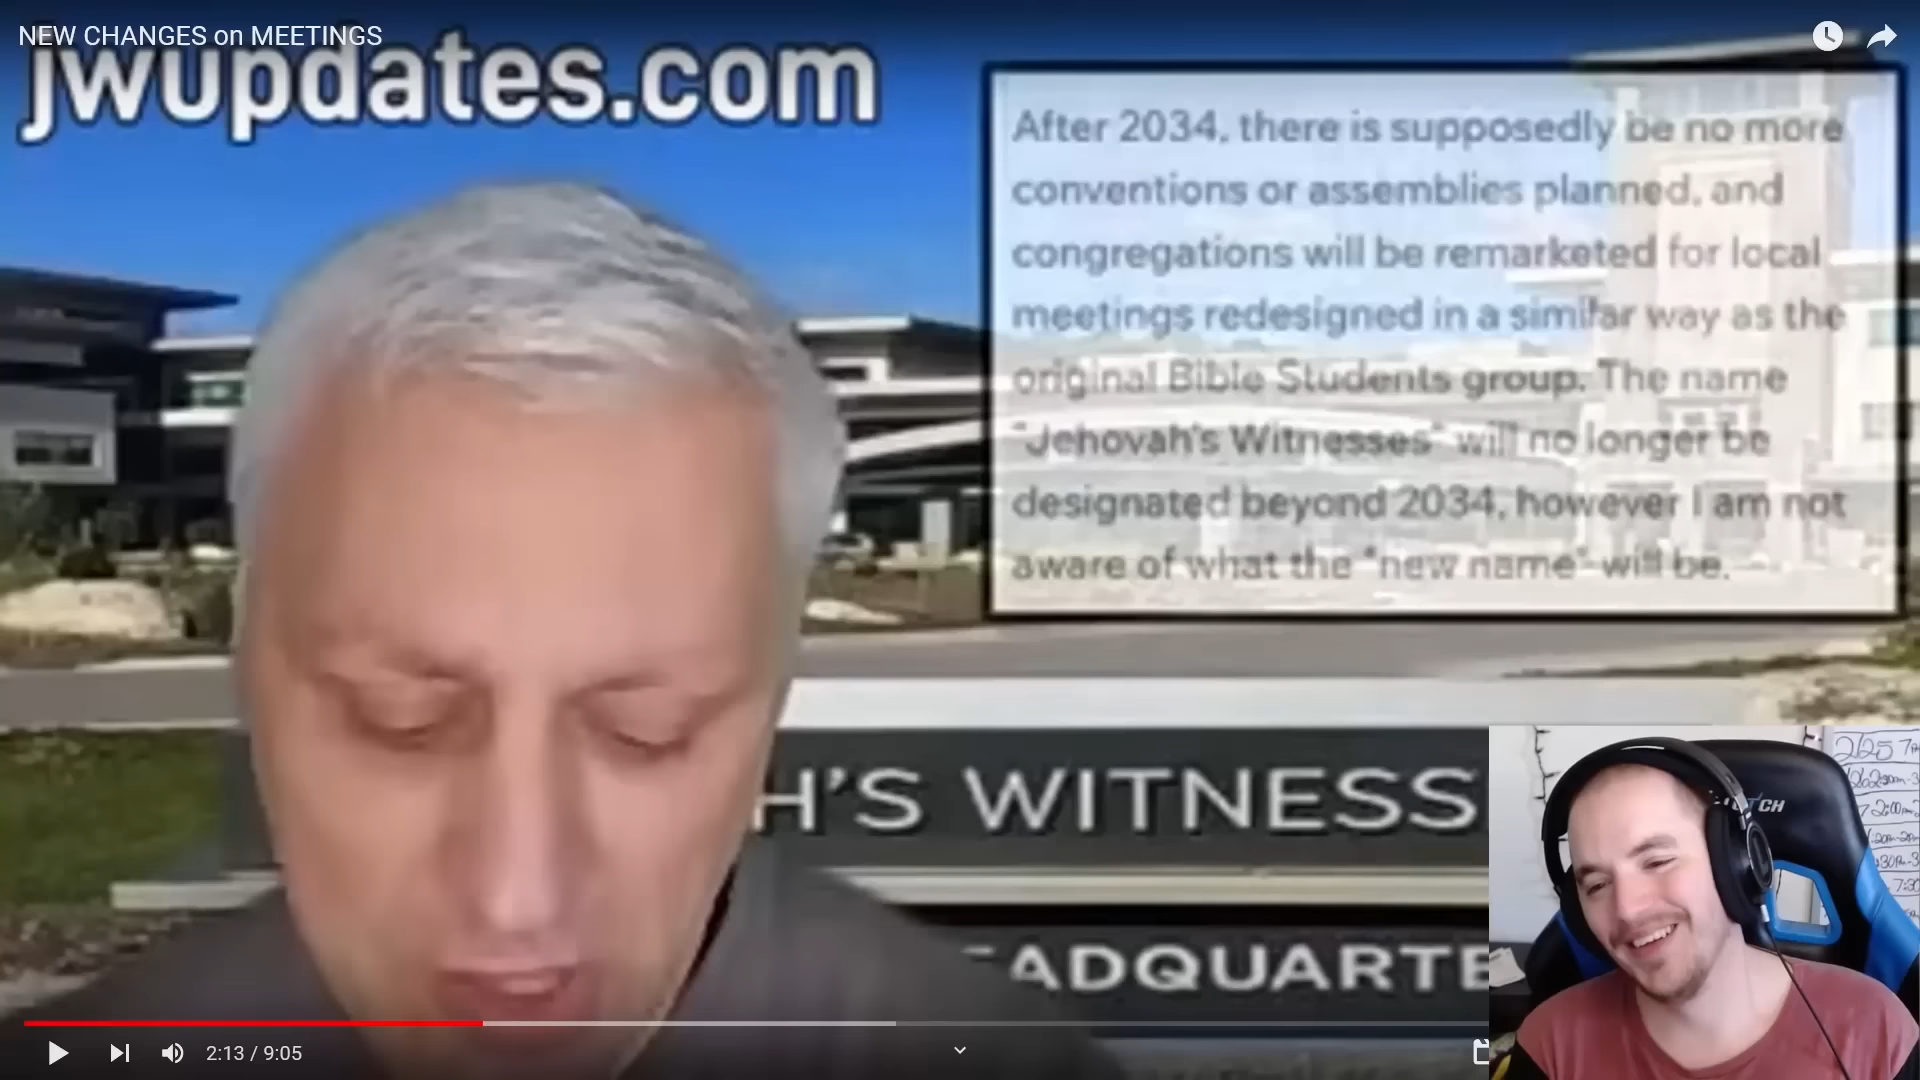 NEW CHANGES on MEETINGS
jwupdates.com
After 2034, there is supposedly be no more
conventions or assemblies planned, and
congregations will be remarketed for local
meetings redesigned in a similar way as the
original Bible Students group. The name
"Jehovah's Witnesses" will no longer be
designated beyond 2034, however I am not
aware of what the "new name" will be.
H'S WITNESS
ADQUARTE
2:13 / 9:05